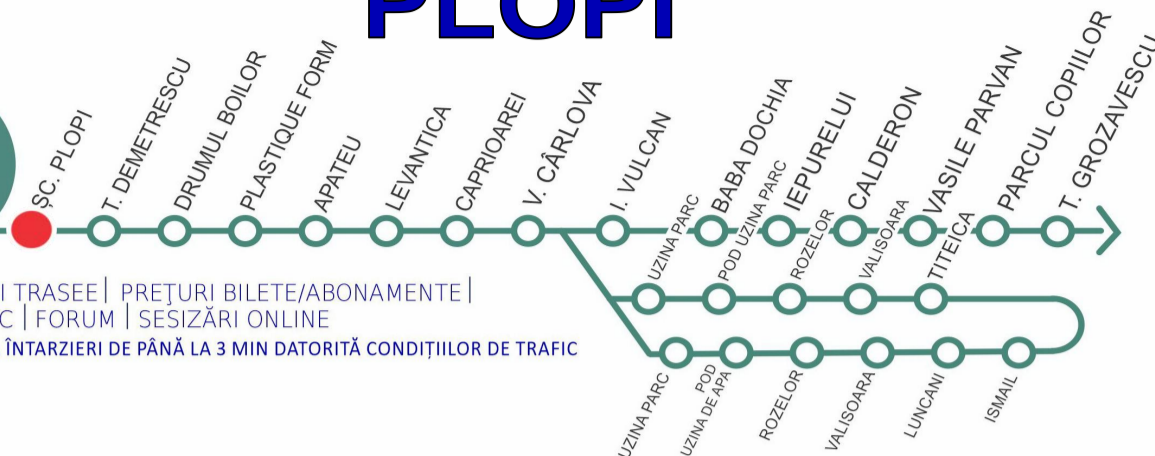 PLOPI
ȘC. PLOPI
T. DEMETRESCU
DRUMUL BOILOR
PLASTIQUE FORM
APATEU
LEVANTICA
CAPRIOAREI
V. CÂRLOVA
I. VULCAN
BABA DOCHIA
IEPURELUI
CALDERON
VASILE PARVAN
PARCUL COPIILOR
T. GROZAVESCU
UZINA PARC
POD UZINA PARC
ROZELOR
VALISOARA
TITEICA
I TRASEE| PREȚURI BILETE/ABONAMENTE|
C | FORUM | SESIZĂRI ONLINE
ÎNTARZIERI DE PÂNĂ LA 3 MIN DATORITĂ CONDIȚIILOR DE TRAFIC
UZINA PARC
POD
UZINA DE APA
ROZELOR
VALISOARA
LUNCANI
ISMAIL